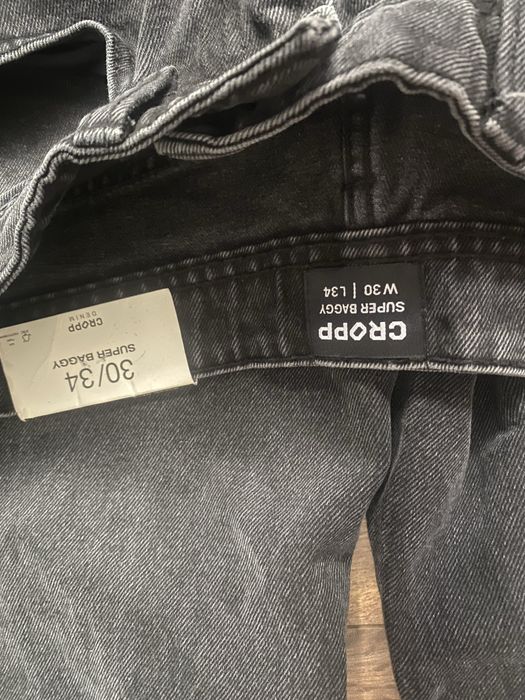 CROPP
SUPER BAGGY
W30 | L34
30/34
SUPER BAGGY
CROPP
DENIM